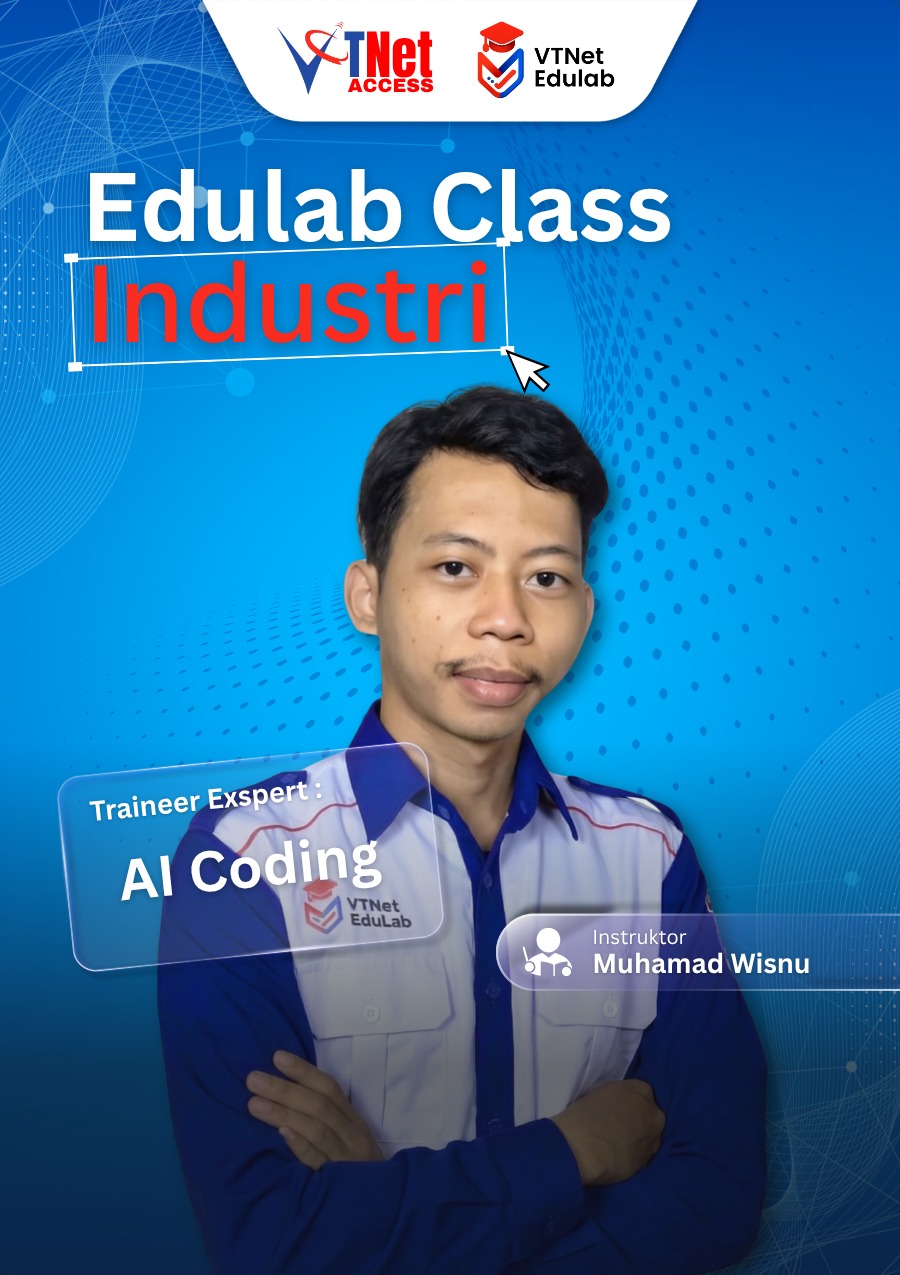 VTNet
ACCESS
VTNet
Edulab
Edulab Class
Industri
Traineer Exspert :
AI Coding
VTNet
EduLab
Instruktor
Muhamad Wisnu